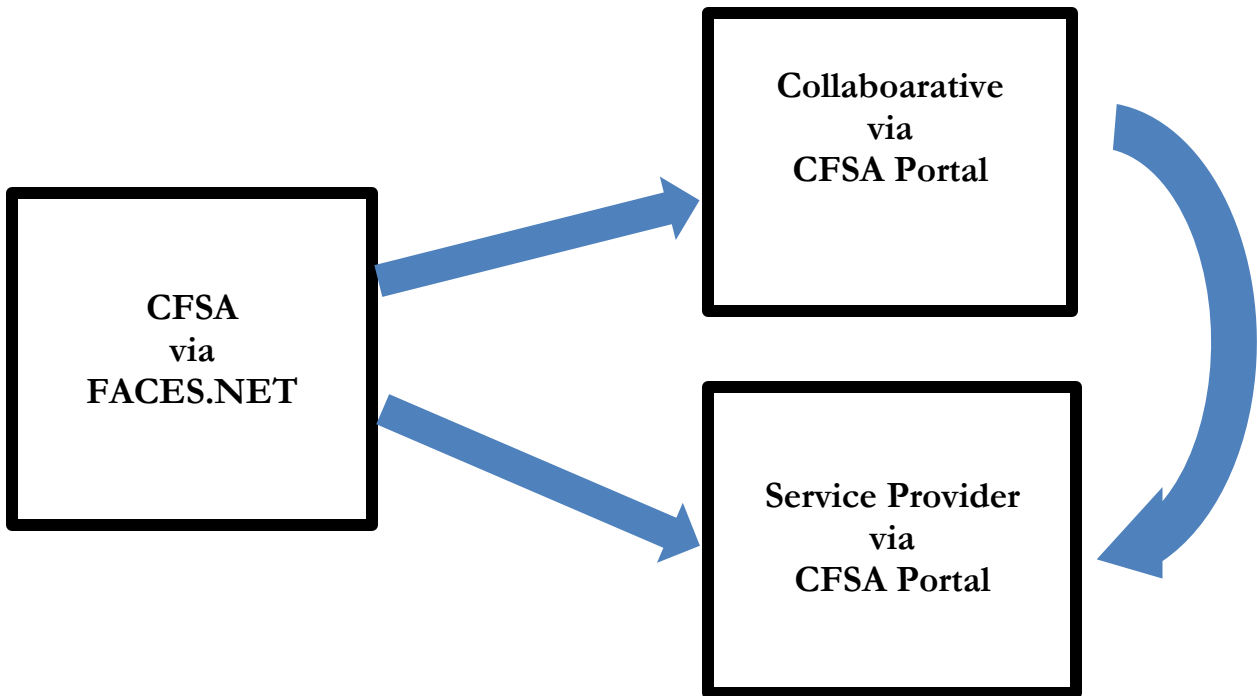 Collaboarative
via
CFSA Portal
CFSA
via
FACES.NET
Service Provider
via
CFSA Portal